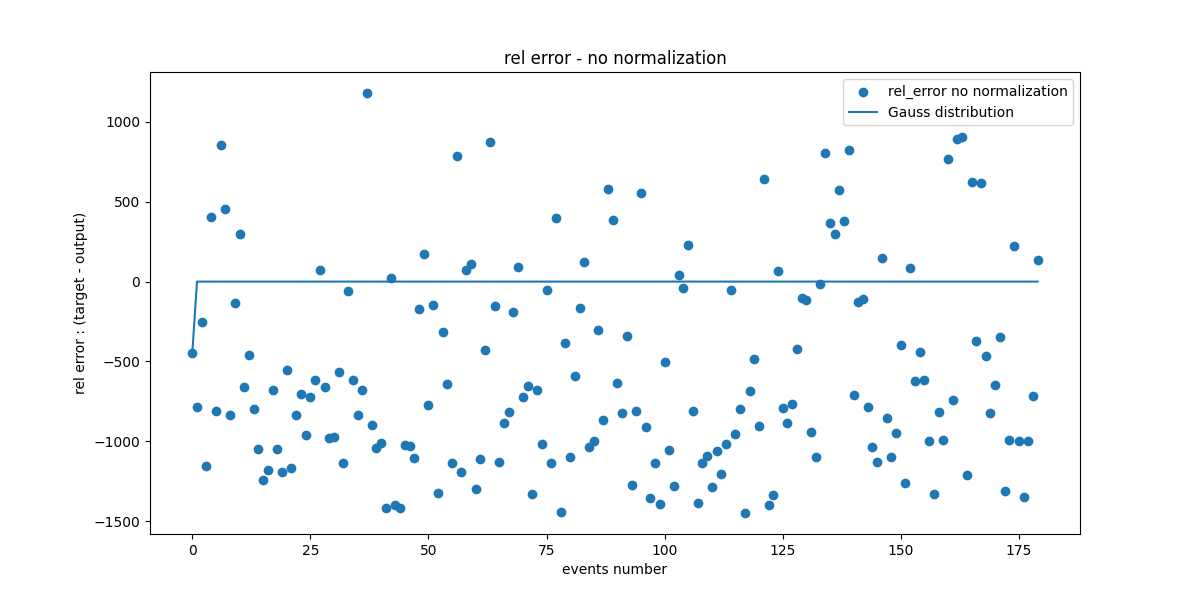 rel error - no normalization
rel_error no normalization
Gauss distribution
1000
500
0
−500
−1000
−1500
rel error : (target - output)
0 25 50 75 100 125 150 175
events number